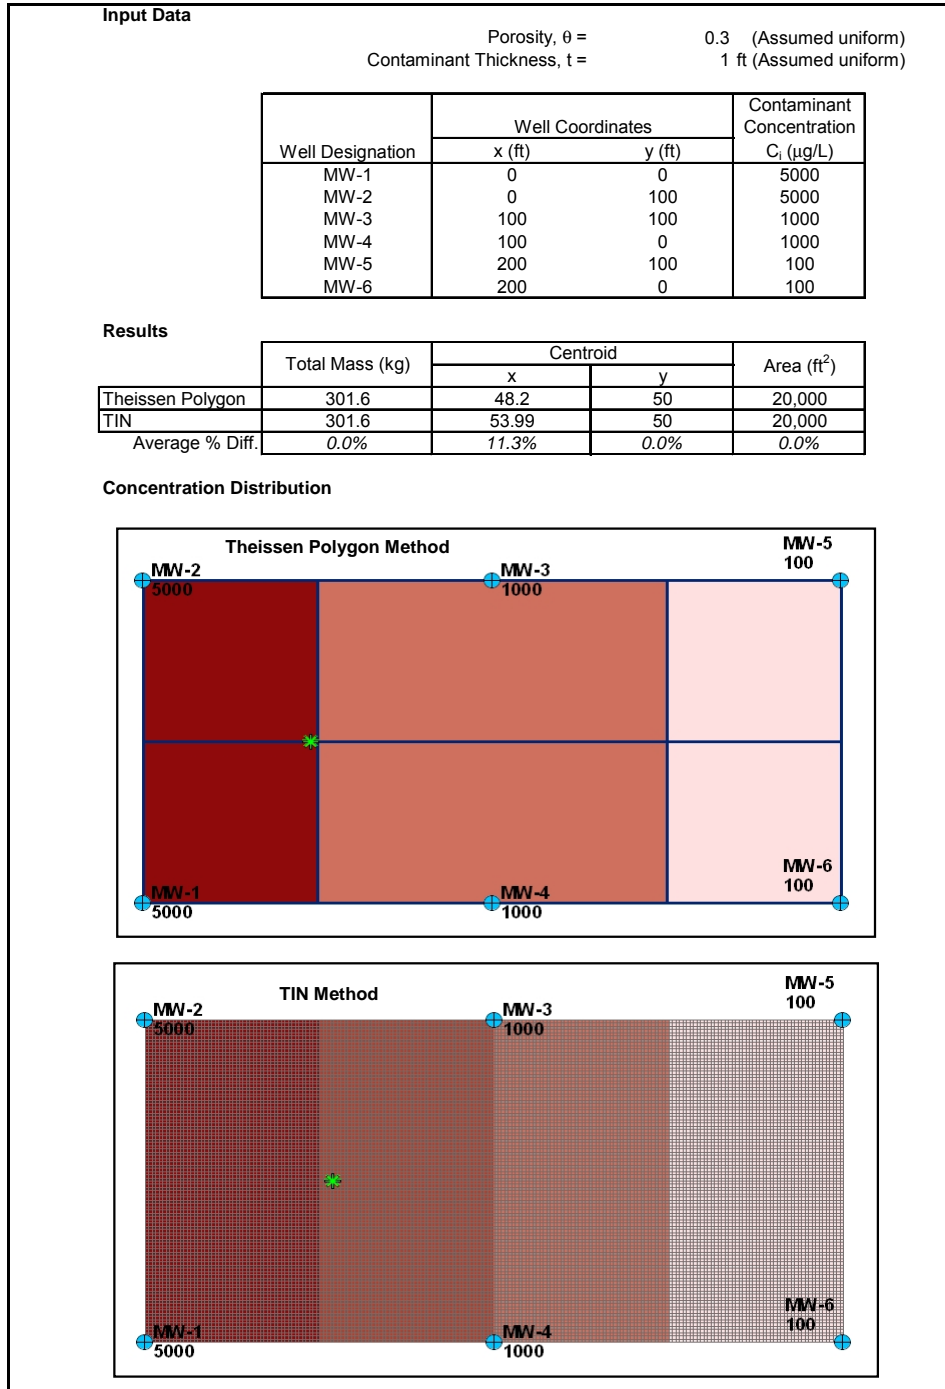 Input Data
Porosity, θ = 0.3 (Assumed uniform)
Contaminant Thickness, t = 1 ft (Assumed uniform)
Well Designation Well Coordinates Contaminant Concentration
x (ft) y (ft) Cᵢ (µg/L)
MW-1 0 0 5000
MW-2 0 100 5000
MW-3 100 100 1000
MW-4 100 0 1000
MW-5 200 100 100
MW-6 200 0 100
Results
Total Mass (kg) Centroid Area (ft²)
x y
Theissen Polygon 301.6 48.2 50 20,000
TIN 301.6 53.99 50 20,000
Average % Diff. 0.0% 11.3% 0.0% 0.0%
Concentration Distribution
Theissen Polygon Method
MW-5
100
MW-2
5000
MW-3
1000
MW-6
100
MW-1
5000
MW-4
1000
TIN Method
MW-5
100
MW-2
5000
MW-3
1000
MW-6
100
MW-1
5000
MW-4
1000